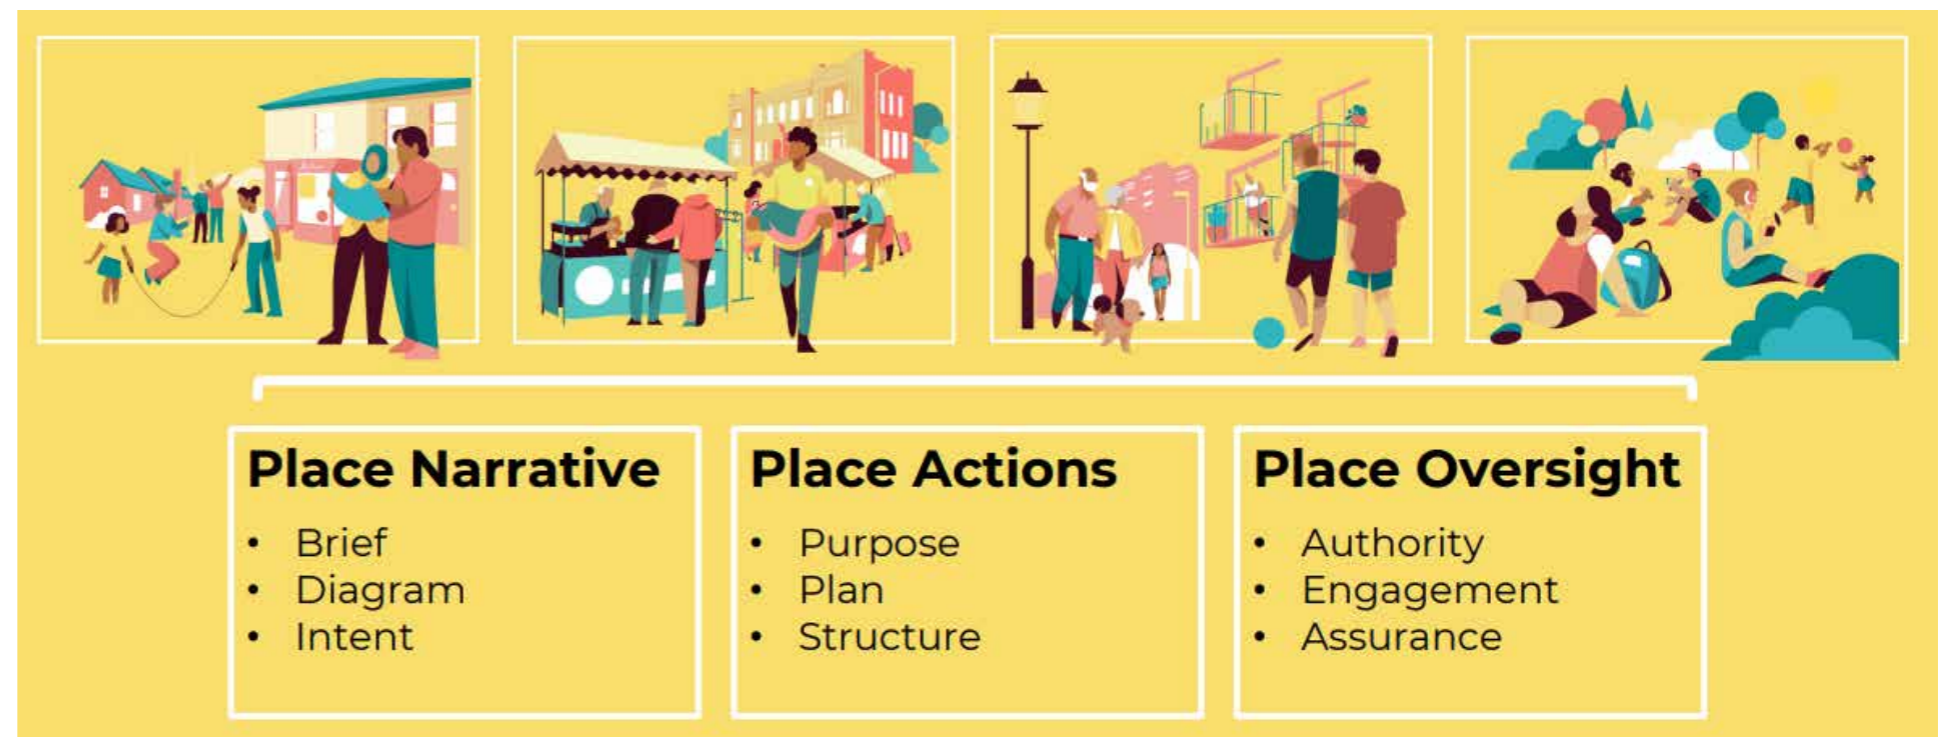 Place Narrative
• Brief
• Diagram
• Intent
Place Actions
• Purpose
• Plan
• Structure
Place Oversight
• Authority
• Engagement
• Assurance